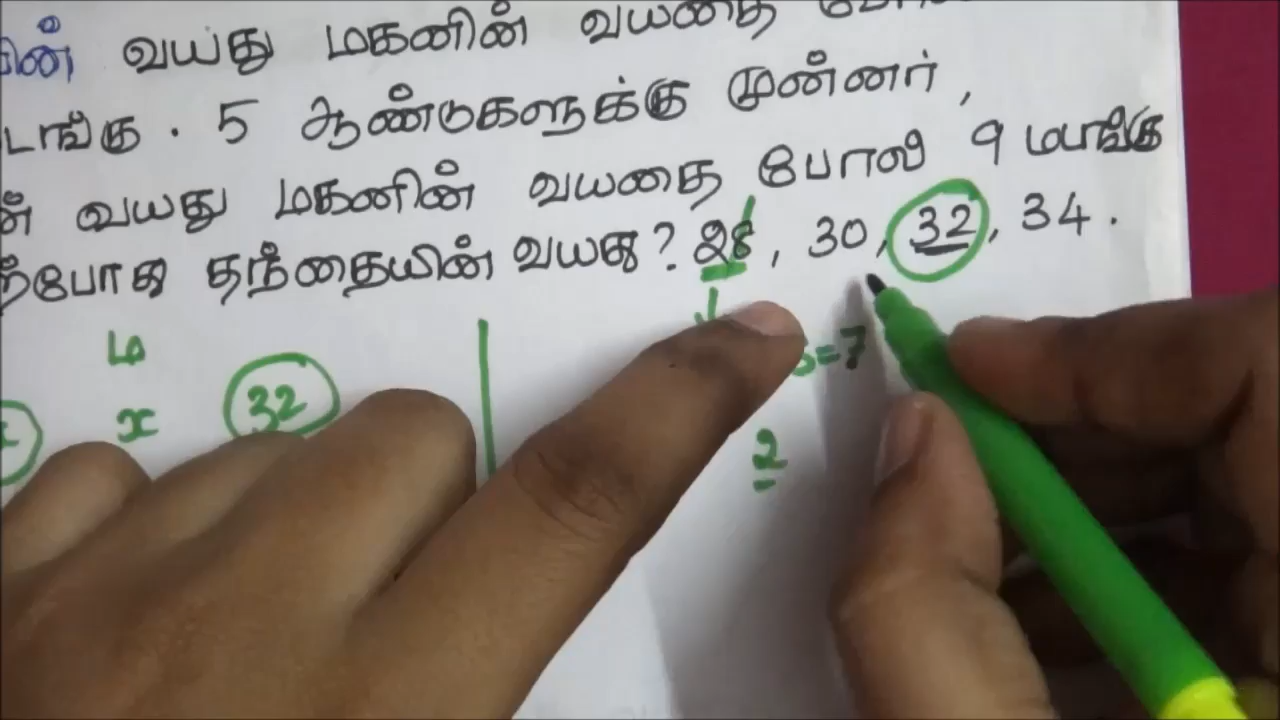 ின் வயது மகனின் வயதை
டங்கு . 5 ஆண்டுகளுக்கு முன்னர் ,
ன் வயது மகனின் வயதை போல 9 மடங்கு
ற்போது தந்தையின் வயது ? 28 , 30 , 32 , 34 .
ம
x 32
=7
2